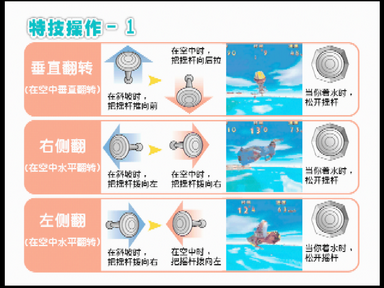 特技操作 - 1
垂直翻转
(在空中垂直翻转)
在斜坡时，
把摇杆推向前
在空中时，
把摇杆向后拉
当你着水时，
松开摇杆
右侧翻
(在空中水平翻转)
在斜坡时，
把摇杆拨向左
在空中时，
把摇杆拨向右
当你着水时，
松开摇杆
左侧翻
(在空中水平翻转)
在斜坡时，
把摇杆拨向右
在空中时，
把摇杆拨向左
当你着水时，
松开摇杆